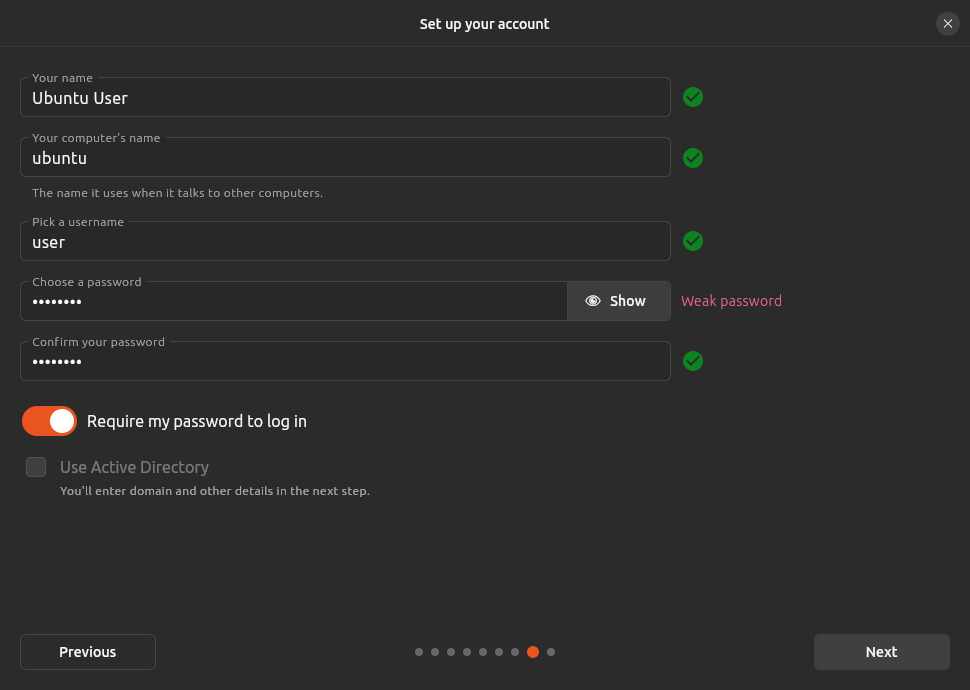 Set up your account
Your name
Ubuntu User
Your computer's name
ubuntu
The name it uses when it talks to other computers.
Pick a username
user
Choose a password
••••••••
Show
Weak password
Confirm your password
••••••••
Require my password to log in
Use Active Directory
You'll enter domain and other details in the next step.
Previous
Next